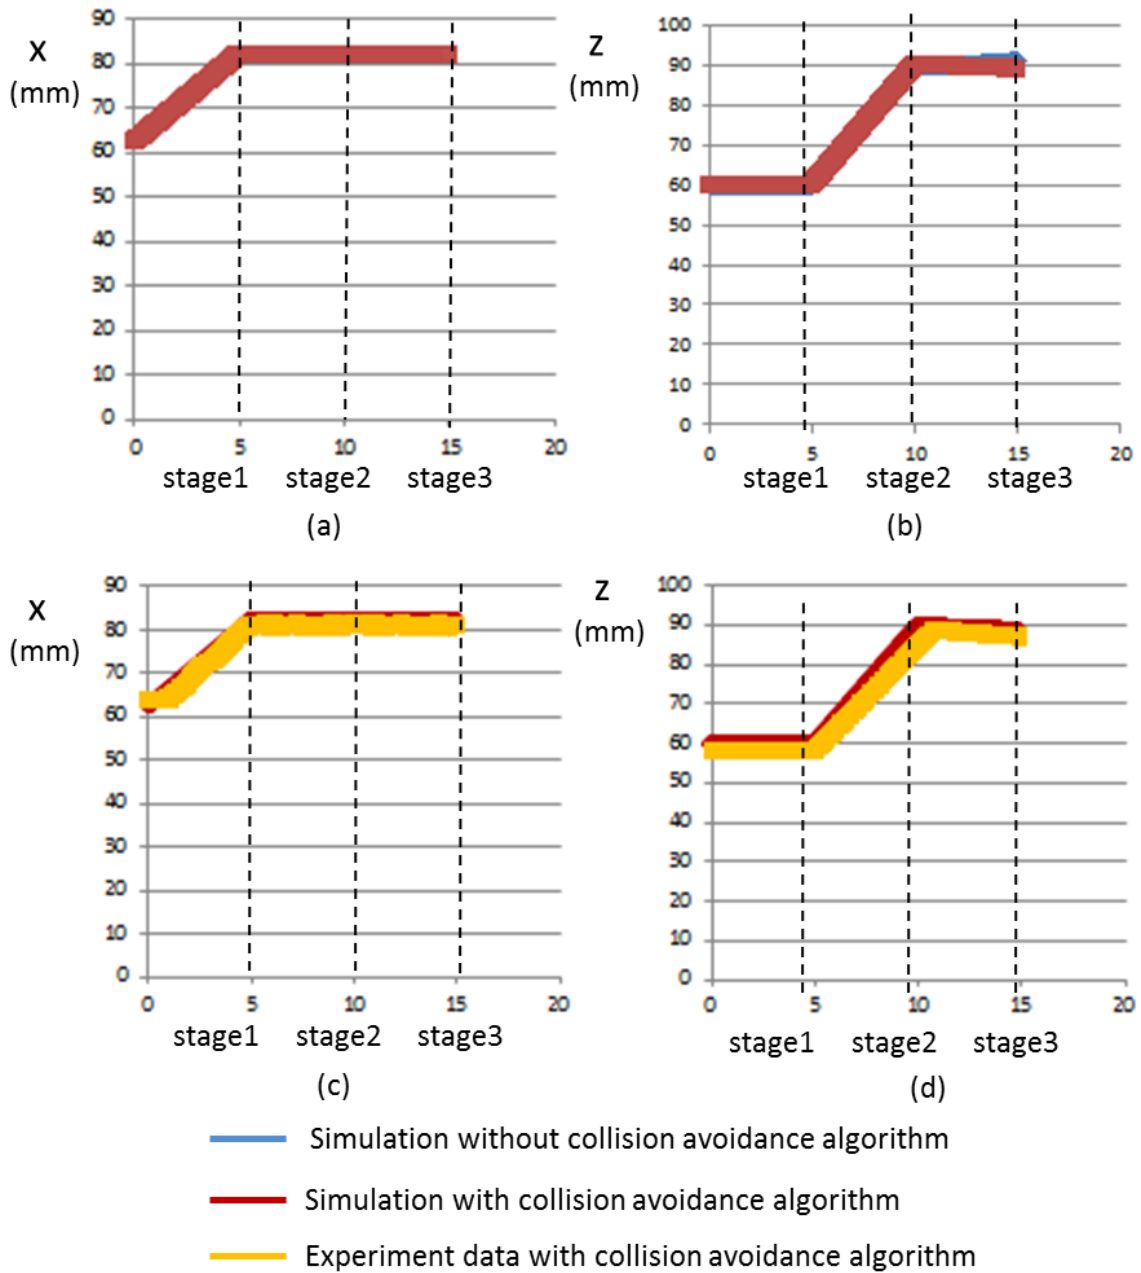 90
x
80
(mm)
70
60
50
40
30
20
10
0
0 5 10 15 20
stage1 stage2 stage3
(a)
100
z
90
(mm)
80
70
60
50
40
30
20
10
0
0 5 10 15 20
stage1 stage2 stage3
(b)
90
x
80
(mm)
70
60
50
40
30
20
10
0
0 5 10 15 20
stage1 stage2 stage3
(c)
100
z
90
(mm)
80
70
60
50
40
30
20
10
0
0 5 10 15 20
stage1 stage2 stage3
(d)
Simulation without collision avoidance algorithm
Simulation with collision avoidance algorithm
Experiment data with collision avoidance algorithm